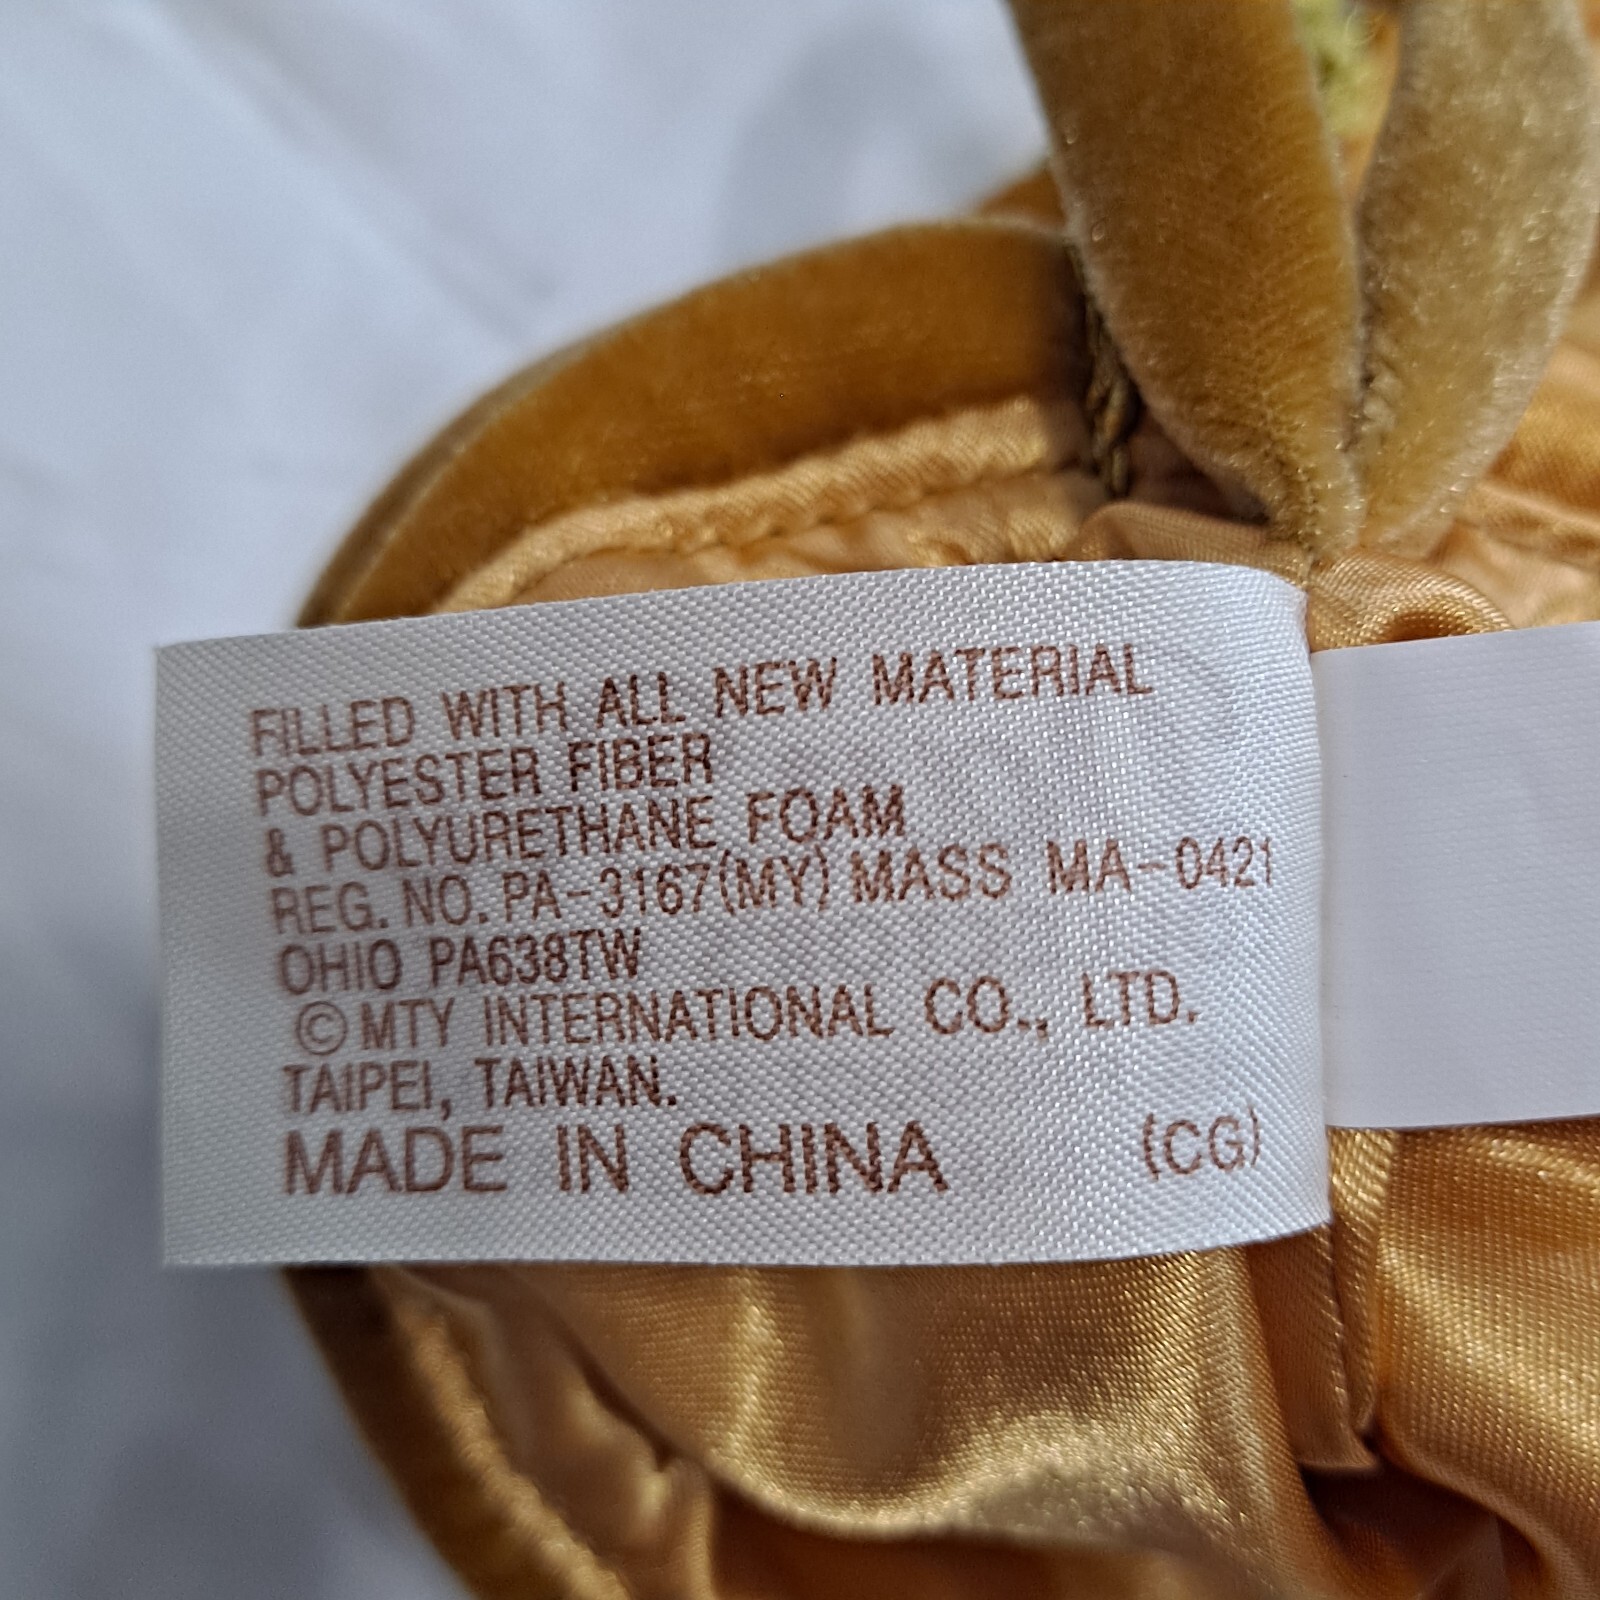 FILLED WITH ALL NEW MATERIAL
POLYESTER FIBER
& POLYURETHANE FOAM
REG. NO. PA-3167(MY) MASS MA-0421
OHIO PA638TW
© MTY INTERNATIONAL CO., LTD.
TAIPEI, TAIWAN.
MADE IN CHINA (CG)